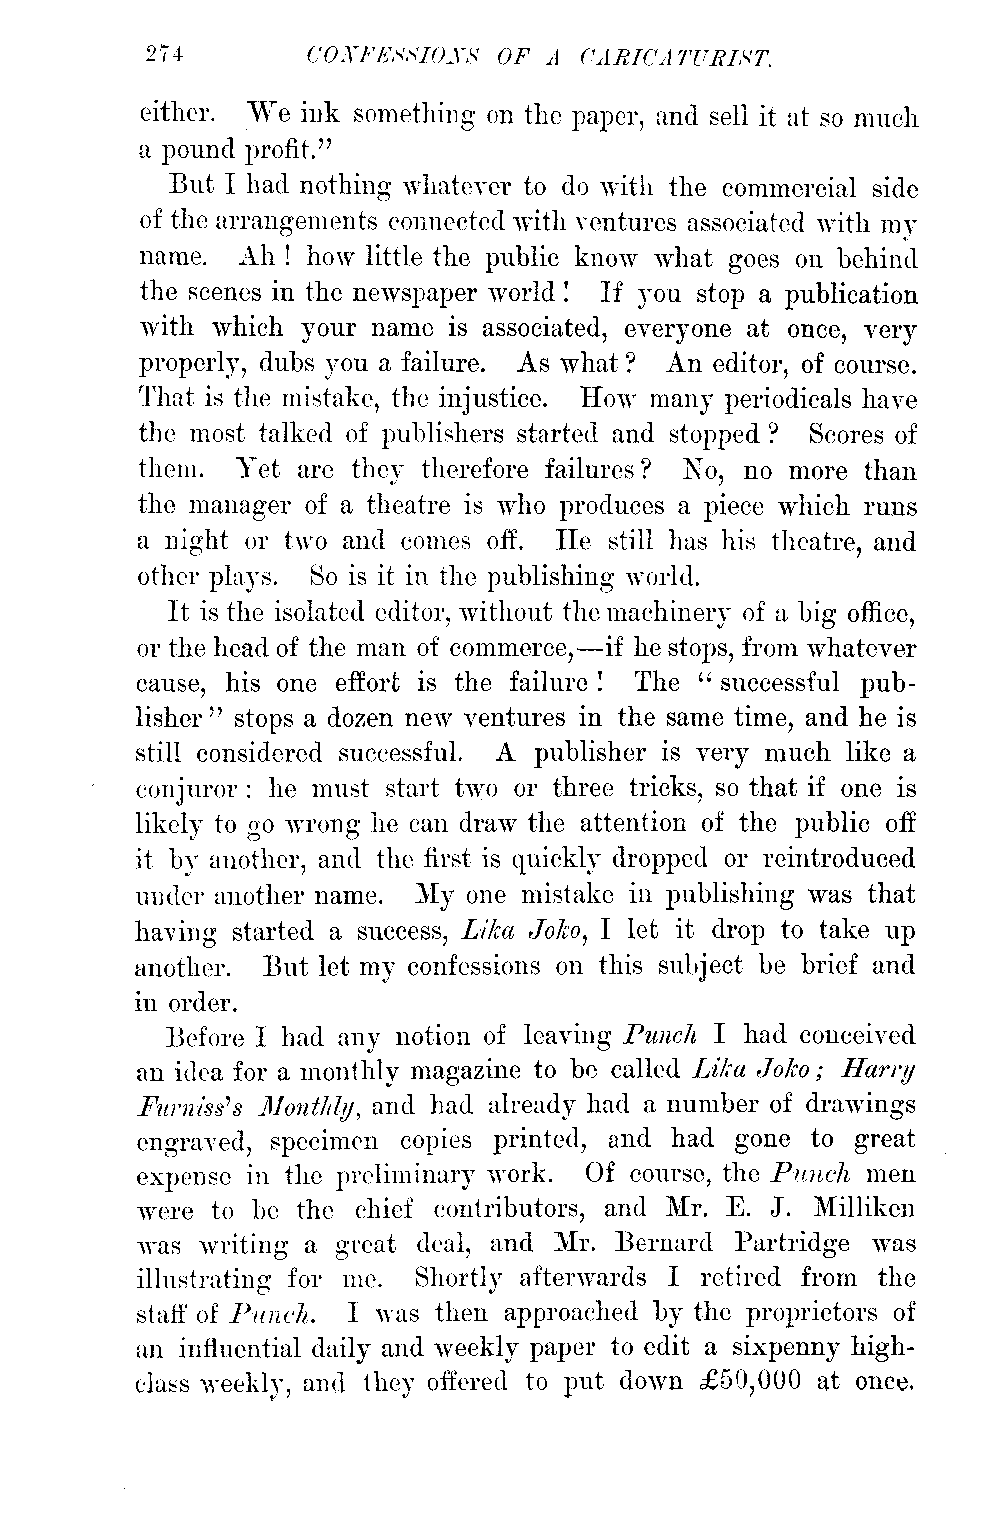 274 CONFESSIONS OF A CARICATURIST.
either. We ink something on the paper, and sell it at so much
a pound profit.”
But I had nothing whatever to do with the commercial side
of the arrangements connected with ventures associated with my
name. Ah ! how little the public know what goes on behind
the scenes in the newspaper world ! If you stop a publication
with which your name is associated, everyone at once, very
properly, dubs you a failure. As what ? An editor, of course.
That is the mistake, the injustice. How many periodicals have
the most talked of publishers started and stopped ? Scores of
them. Yet are they therefore failures ? No, no more than
the manager of a theatre is who produces a piece which runs
a night or two and comes off. He still has his theatre, and
other plays. So is it in the publishing world.
It is the isolated editor, without the machinery of a big office,
or the head of the man of commerce,—if he stops, from whatever
cause, his one effort is the failure ! The “ successful pub-
lisher ” stops a dozen new ventures in the same time, and he is
still considered successful. A publisher is very much like a
conjuror : he must start two or three tricks, so that if one is
likely to go wrong he can draw the attention of the public off
it by another, and the first is quickly dropped or reintroduced
under another name. My one mistake in publishing was that
having started a success, Lika Joko, I let it drop to take up
another. But let my confessions on this subject be brief and
in order.
Before I had any notion of leaving Punch I had conceived
an idea for a monthly magazine to be called Lika Joko ; Harry
Furniss’s Monthly, and had already had a number of drawings
engraved, specimen copies printed, and had gone to great
expense in the preliminary work. Of course, the Punch men
were to be the chief contributors, and Mr. E. J. Milliken
was writing a great deal, and Mr. Bernard Partridge was
illustrating for me. Shortly afterwards I retired from the
staff of Punch. I was then approached by the proprietors of
an influential daily and weekly paper to edit a sixpenny high-
class weekly, and they offered to put down £50,000 at once.